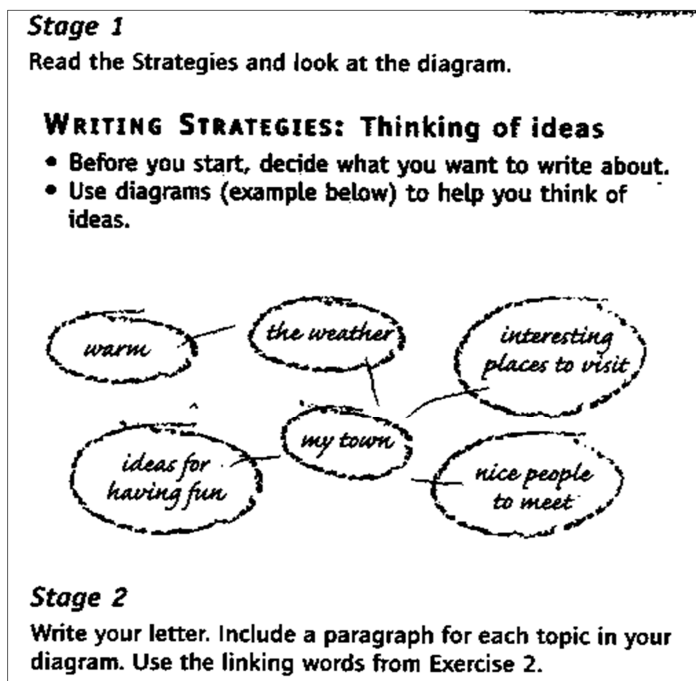 Stage 1
Read the Strategies and look at the diagram.
WRITING STRATEGIES: Thinking of ideas
• Before you start, decide what you want to write about.
• Use diagrams (example below) to help you think of
ideas.
warm
the weather
interesting
places to visit
my town
ideas for
having fun
nice people
to meet
Stage 2
Write your letter. Include a paragraph for each topic in your
diagram. Use the linking words from Exercise 2.